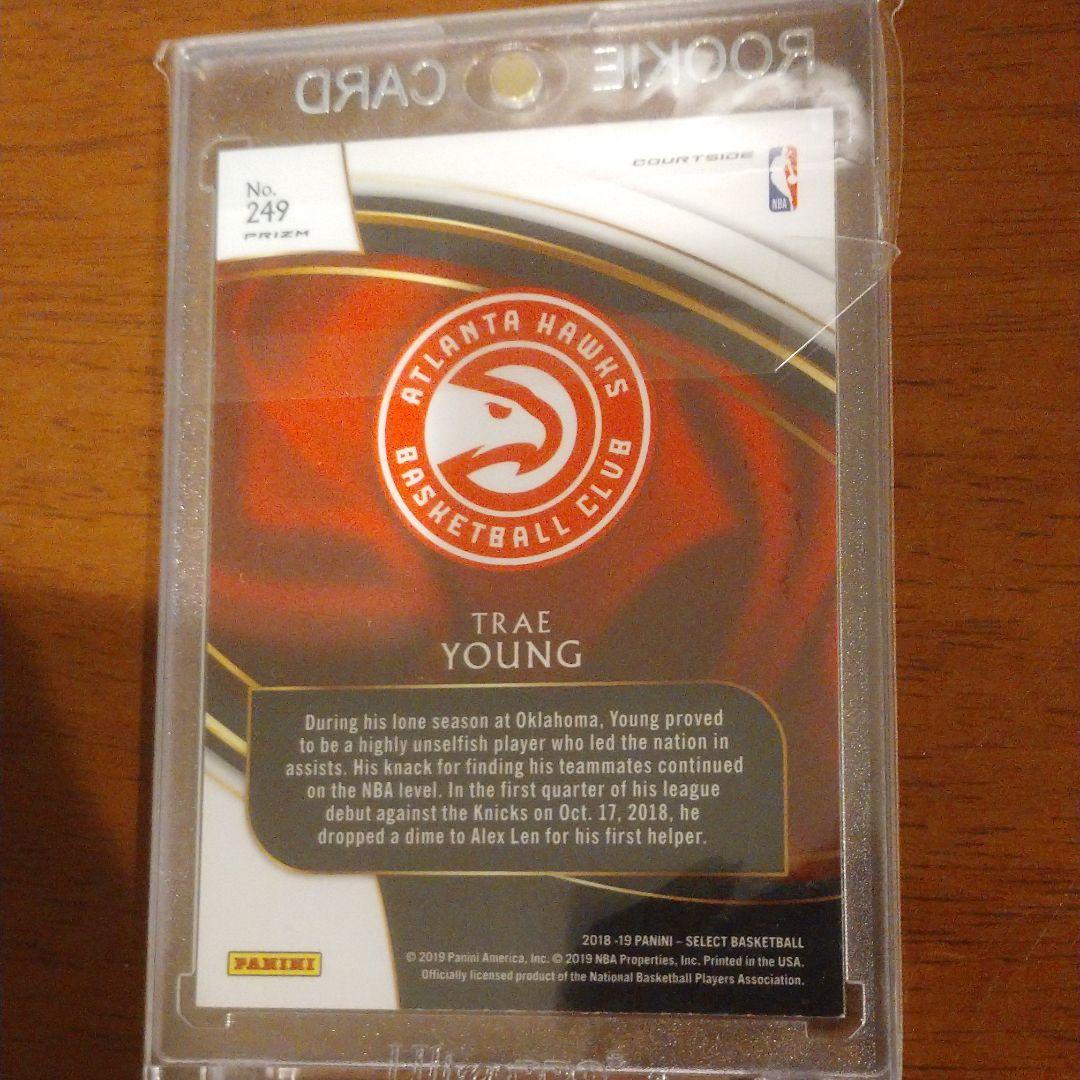 ROOKIE CARD
No.
249
PRIZM
COURTSIDE
NBA
ATLANTA HAWKS
BASKETBALL CLUB
TRAE
YOUNG
During his lone season at Oklahoma, Young proved
to be a highly unselfish player who led the nation in
assists. His knack for finding his teammates continued
on the NBA level. In the first quarter of his league
debut against the Knicks on Oct. 17, 2018, he
dropped a dime to Alex Len for his first helper.
2018 -19 PANINI – SELECT BASKETBALL
© 2019 Panini America, Inc. © 2019 NBA Properties, Inc. Printed in the USA.
Officially licensed product of the National Basketball Players Association.
PANINI